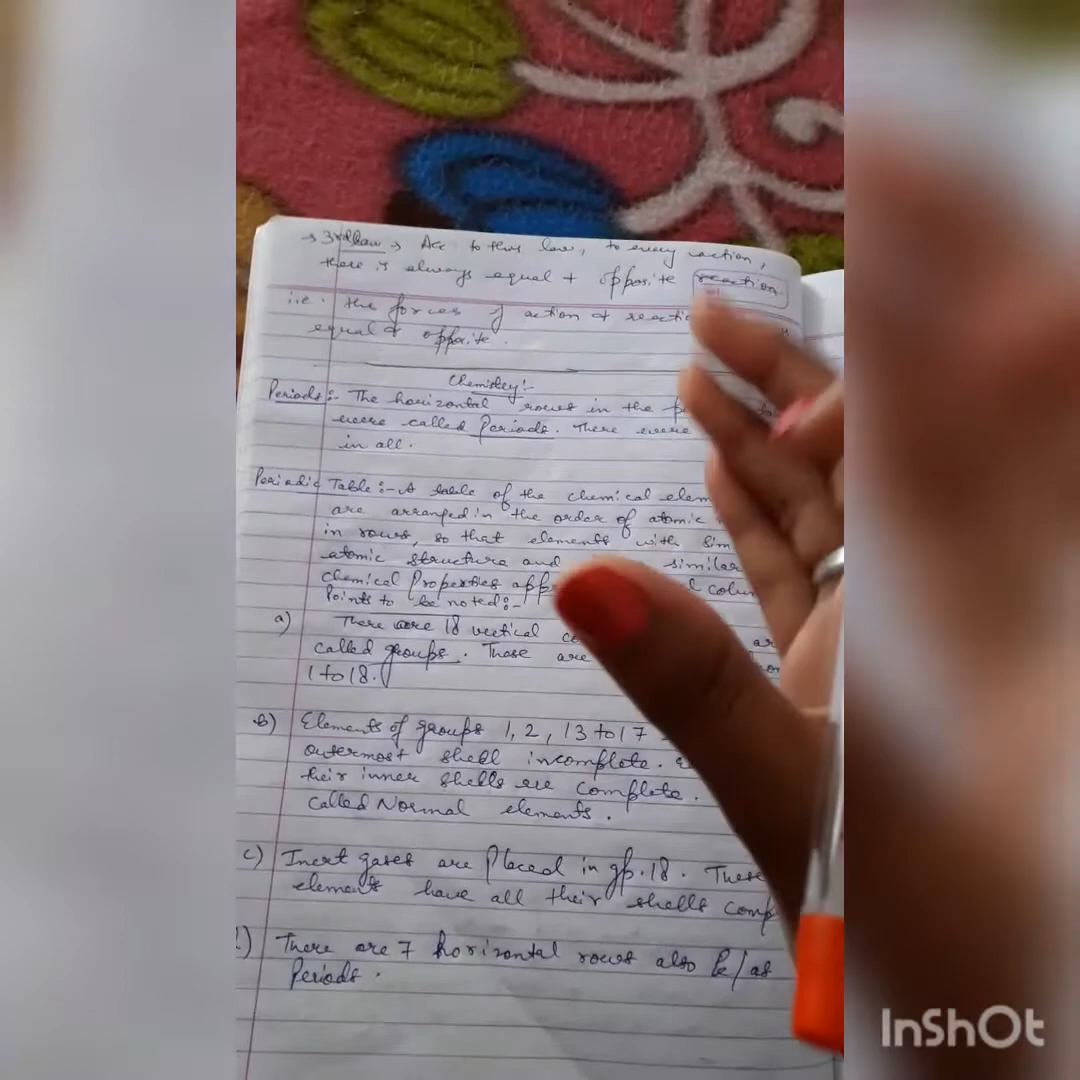 → 3rd law → Acc to this law, to every action,
there is always equal + opposite reaction
i.e. the forces of action & reactio
equal & opposite.
Chemistry:-
Periods:- The horizontal rows in the
were called Periods. There were
in all.
Periodic Table:- A table of the chemical elem
are arranged in the order of atomic
in rows, so that elements with sim
atomic structure and similar
chemical Properties app colu
Points to be noted:-
a) There are 18 vertical ar
called groups. These are
1 to 18.
b) Elements of groups 1, 2, 13 to 17
outermost shell incomplete.
their inner shells are complete.
called Normal elements.
c) Inert gases are placed in gp. 18. These
elements have all their shells comp
There are 7 horizontal rows also k/as
Periods.
InShOt